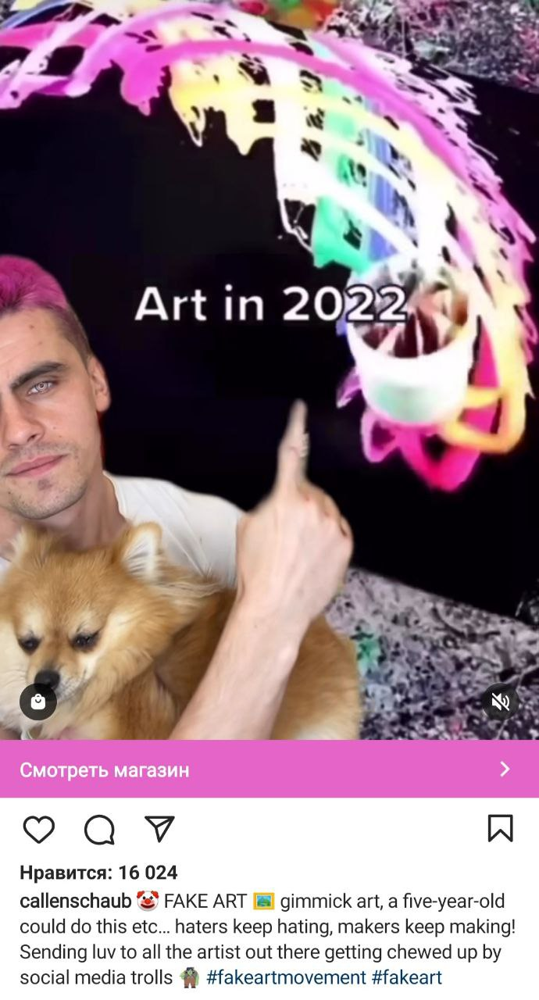 Art in 2022
Смотреть магазин
Нравится: 16 024
callenschaub 🤡 FAKE ART 🖼️ gimmick art, a five-year-old
could do this etc… haters keep hating, makers keep making!
Sending luv to all the artist out there getting chewed up by
social media trolls 🧌 #fakeartmovement #fakeart